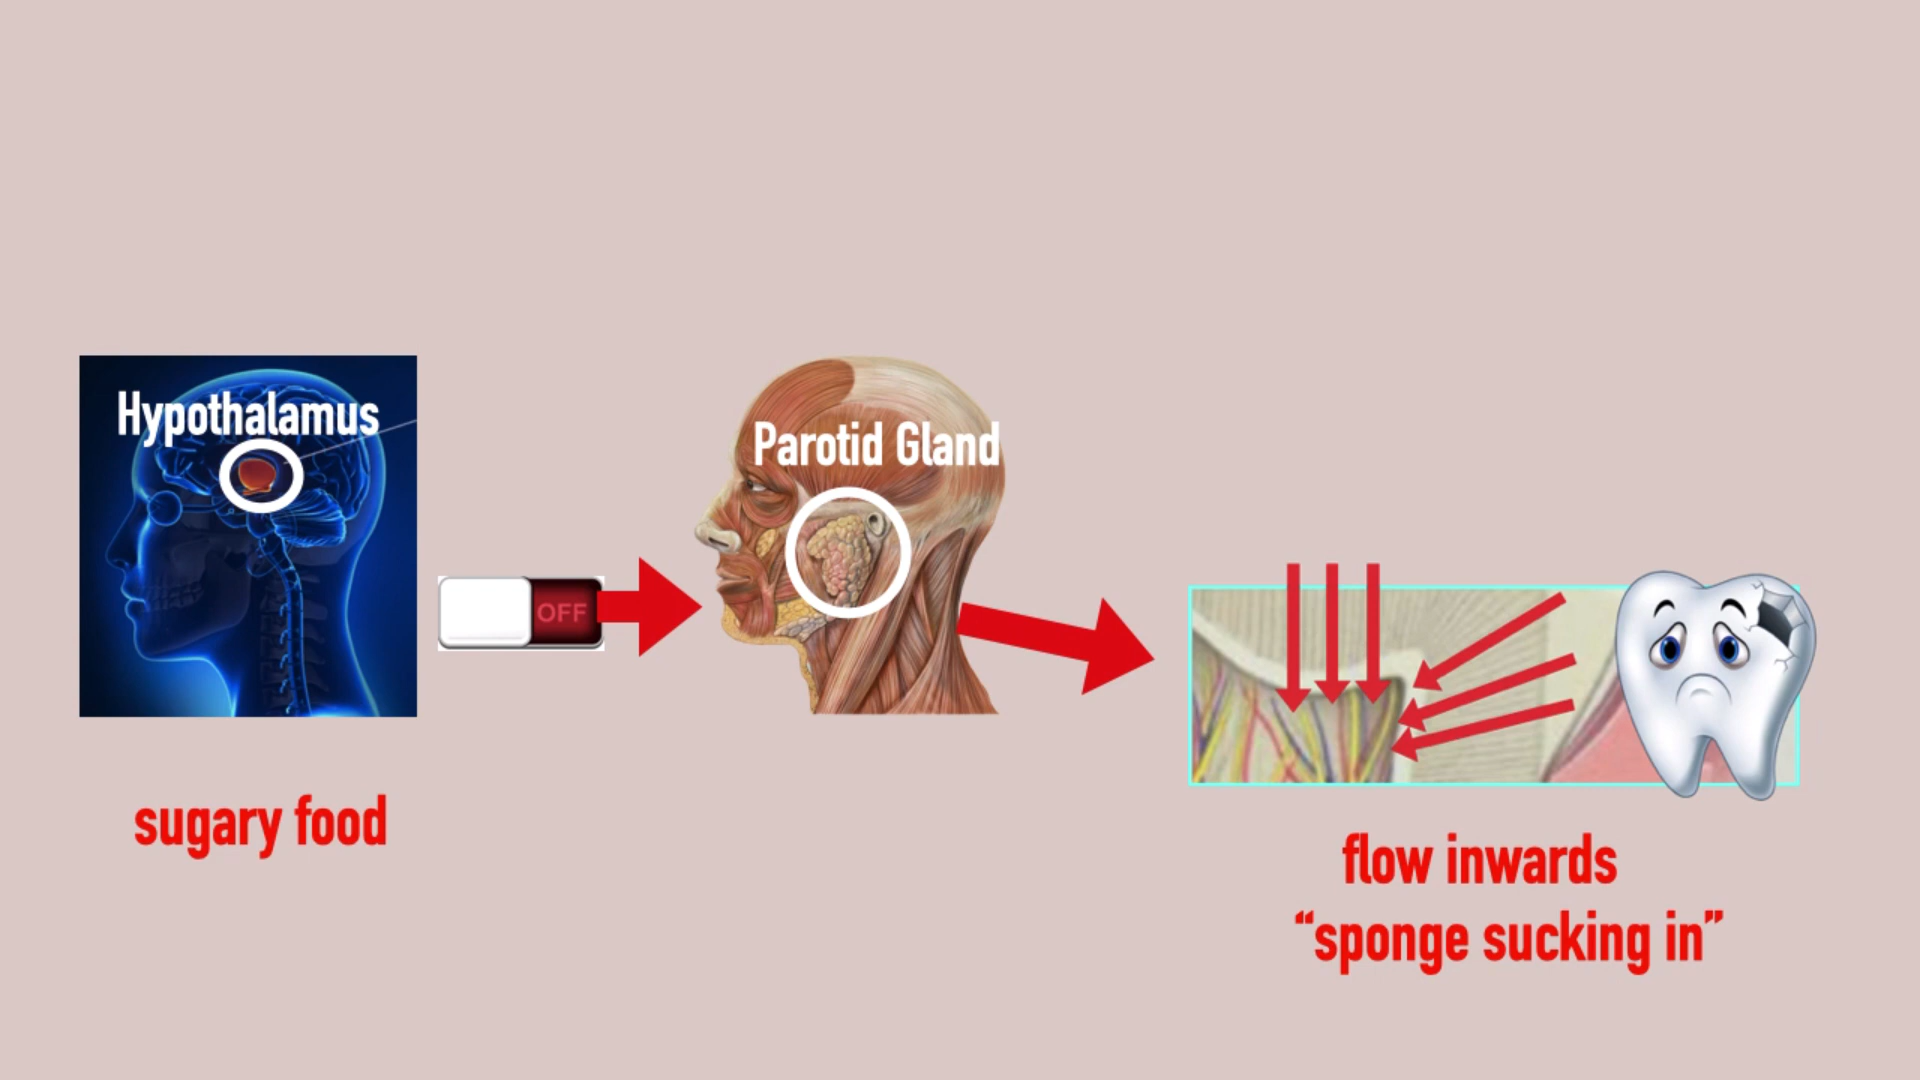 Hypothalamus
Parotid Gland
OFF
sugary food
flow inwards
“sponge sucking in”